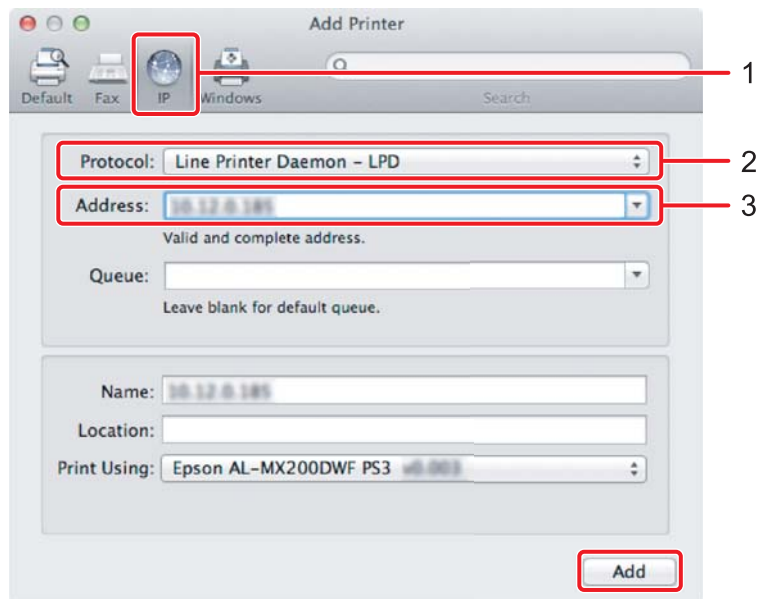 Add Printer
1
Default Fax IP Windows Search
Protocol: Line Printer Daemon – LPD
2
Address:
3
Valid and complete address.
Queue:
Leave blank for default queue.
Name:
Location:
Print Using: Epson AL-MX200DWF PS3
Add